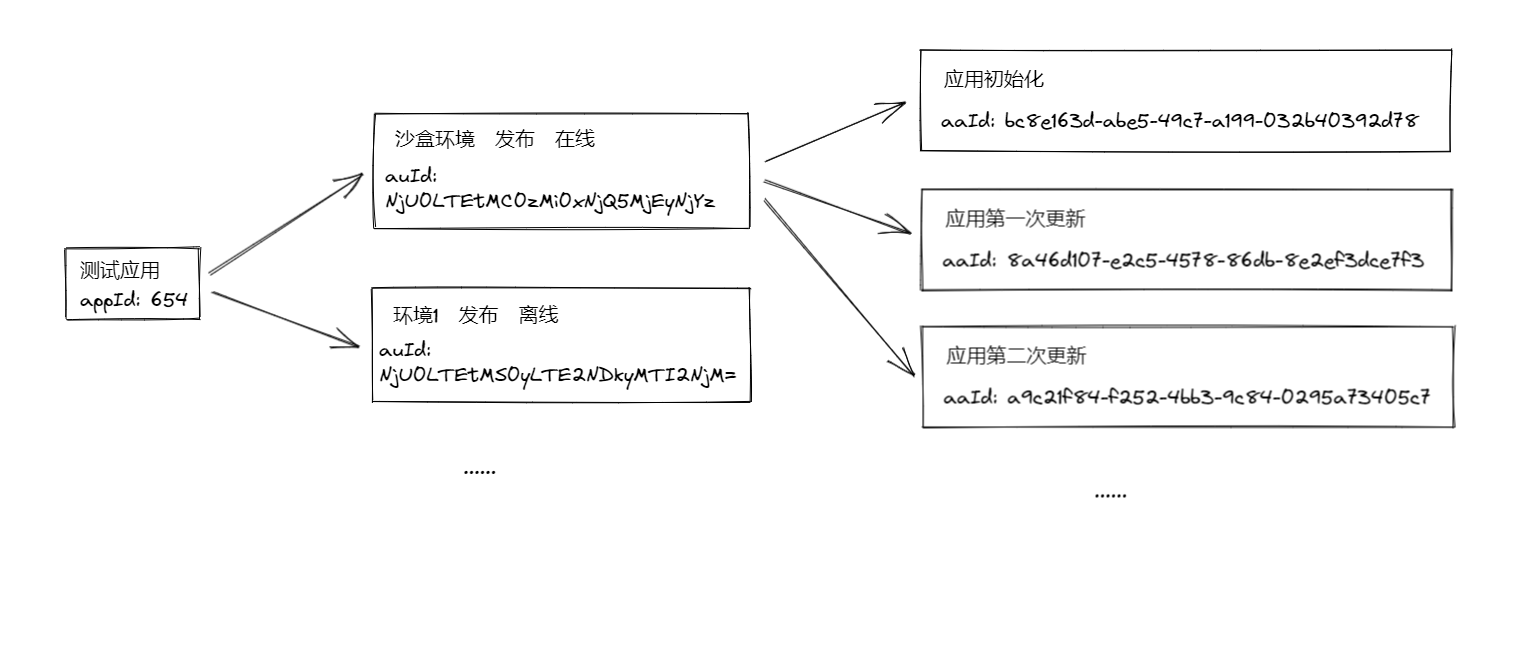 测试应用
appId: 654
沙盒环境 发布 在线
auId:
NjU0LTEtMC0zMi0xNjQ5MjEyNjYz
环境1 发布 离线
auId:
NjU0LTEtMS0yLTE2NDkyMTI2NjM=
......
应用初始化
aaId: bc8e163d-abe5-49c7-a199-032b40392d78
应用第一次更新
aaId: 8a46d107-e2c5-4578-86db-8e2ef3dce7f3
应用第二次更新
aaId: a9c21f84-f252-4bb3-9c84-0295a73405c7
......